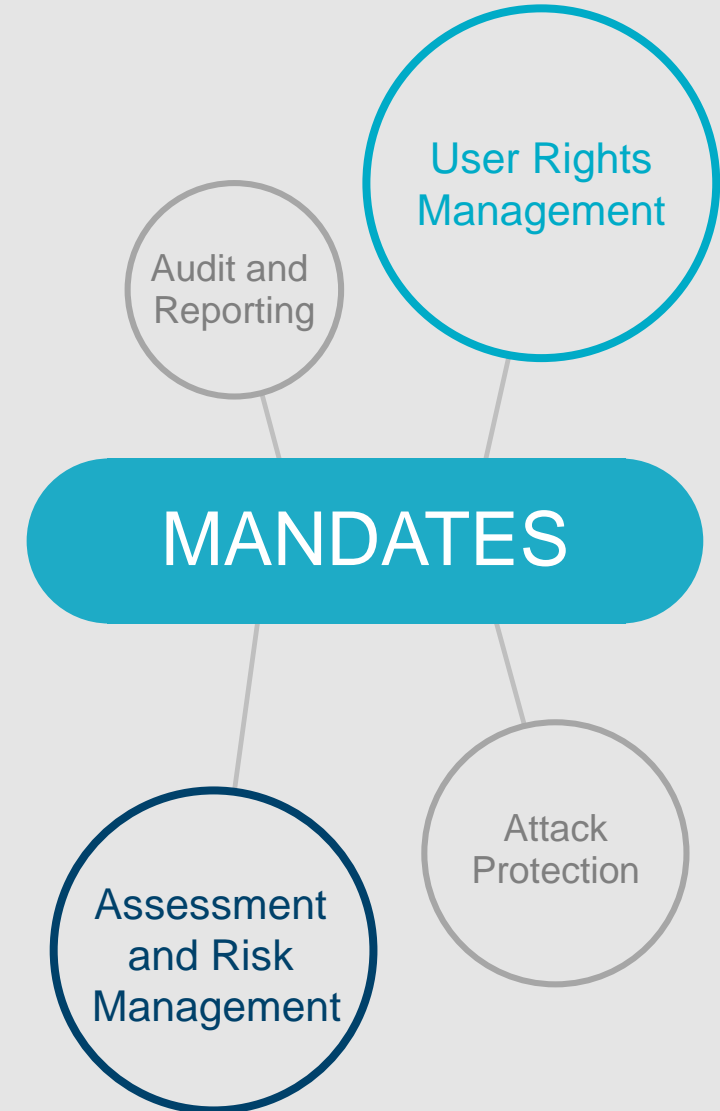 User Rights
Management
Audit and
Reporting
MANDATES
Attack
Protection
Assessment
and Risk
Management